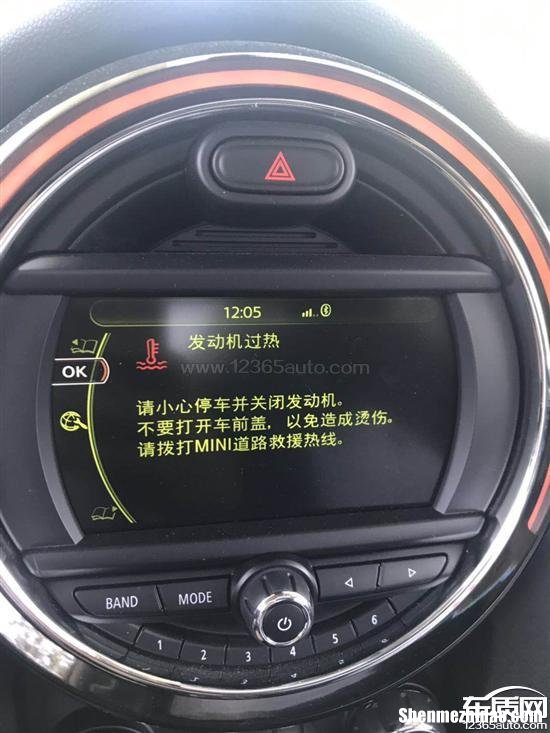 12:05
发动机过热
OK
www.12365auto.com
请小心停车并关闭发动机。
不要打开车前盖，以免造成烫伤。
请拨打MINI道路救援热线。
BAND
MODE
1
2
3
4
5
6
车质网
12365auto.com